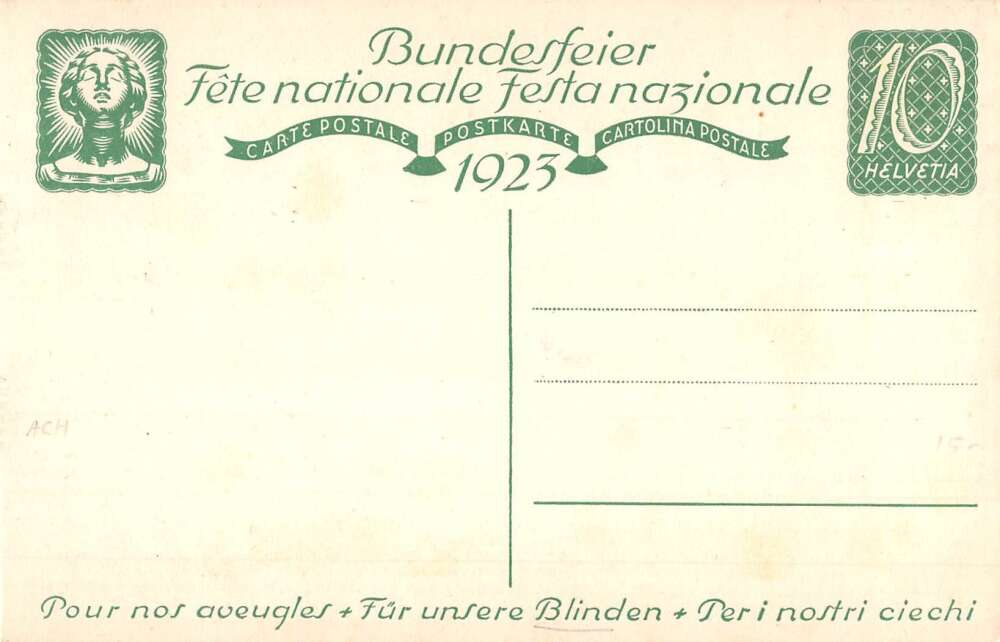 Bundesfeier
Fête nationale Festa nazionale
CARTE POSTALE POSTKARTE CARTOLINA POSTALE
1923
10
HELVETIA
ACH
15-
Pour nos aveugles + Für unsere Blinden + Per i nostri ciechi